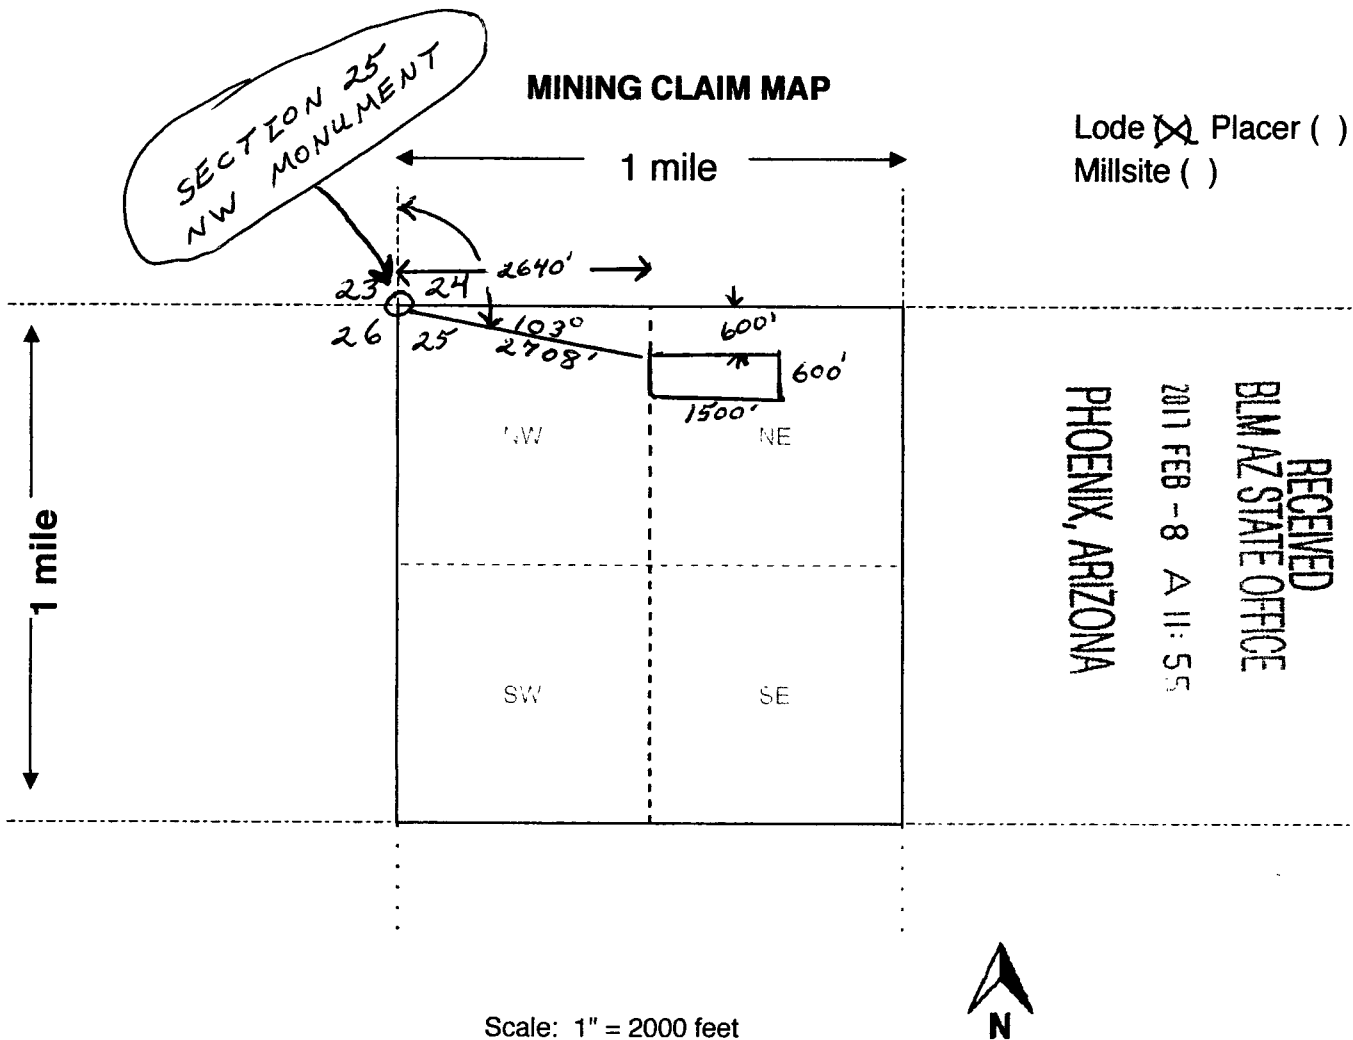 SECTION 25
NW MONUMENT
MINING CLAIM MAP
Lode (X) Placer ( )
Millsite ( )
1 mile
2640'
23 24
26 25
103°
2708'
600'
600'
1500'
NW
NE
1 mile
SW
SE
RECEIVED
BLM AZ STATE OFFICE
2017 FEB -8 A 11: 55
PHOENIX, ARIZONA
N
Scale: 1" = 2000 feet